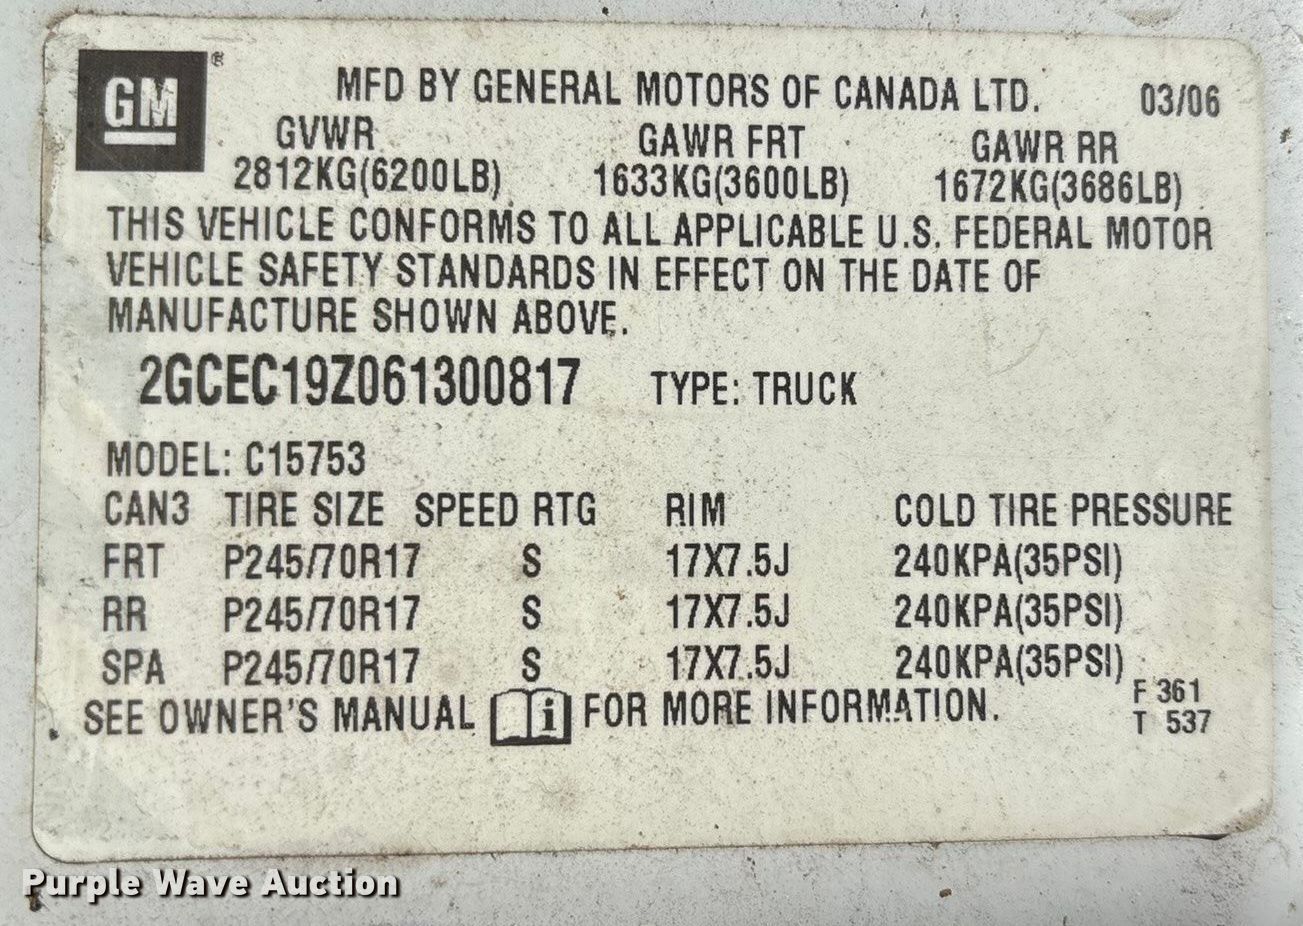 GM®
MFD BY GENERAL MOTORS OF CANADA LTD. 03/06
GVWR GAWR FRT GAWR RR
2812KG(6200LB) 1633KG(3600LB) 1672KG(3686LB)
THIS VEHICLE CONFORMS TO ALL APPLICABLE U.S. FEDERAL MOTOR
VEHICLE SAFETY STANDARDS IN EFFECT ON THE DATE OF
MANUFACTURE SHOWN ABOVE.
2GCEC19Z061300817 TYPE: TRUCK
MODEL: C15753
CAN3 TIRE SIZE SPEED RTG RIM COLD TIRE PRESSURE
FRT P245/70R17 S 17X7.5J 240KPA(35PSI)
RR P245/70R17 S 17X7.5J 240KPA(35PSI)
SPA P245/70R17 S 17X7.5J 240KPA(35PSI)
SEE OWNER'S MANUAL i FOR MORE INFORMATION.
F 361
T 537
Purple Wave Auction